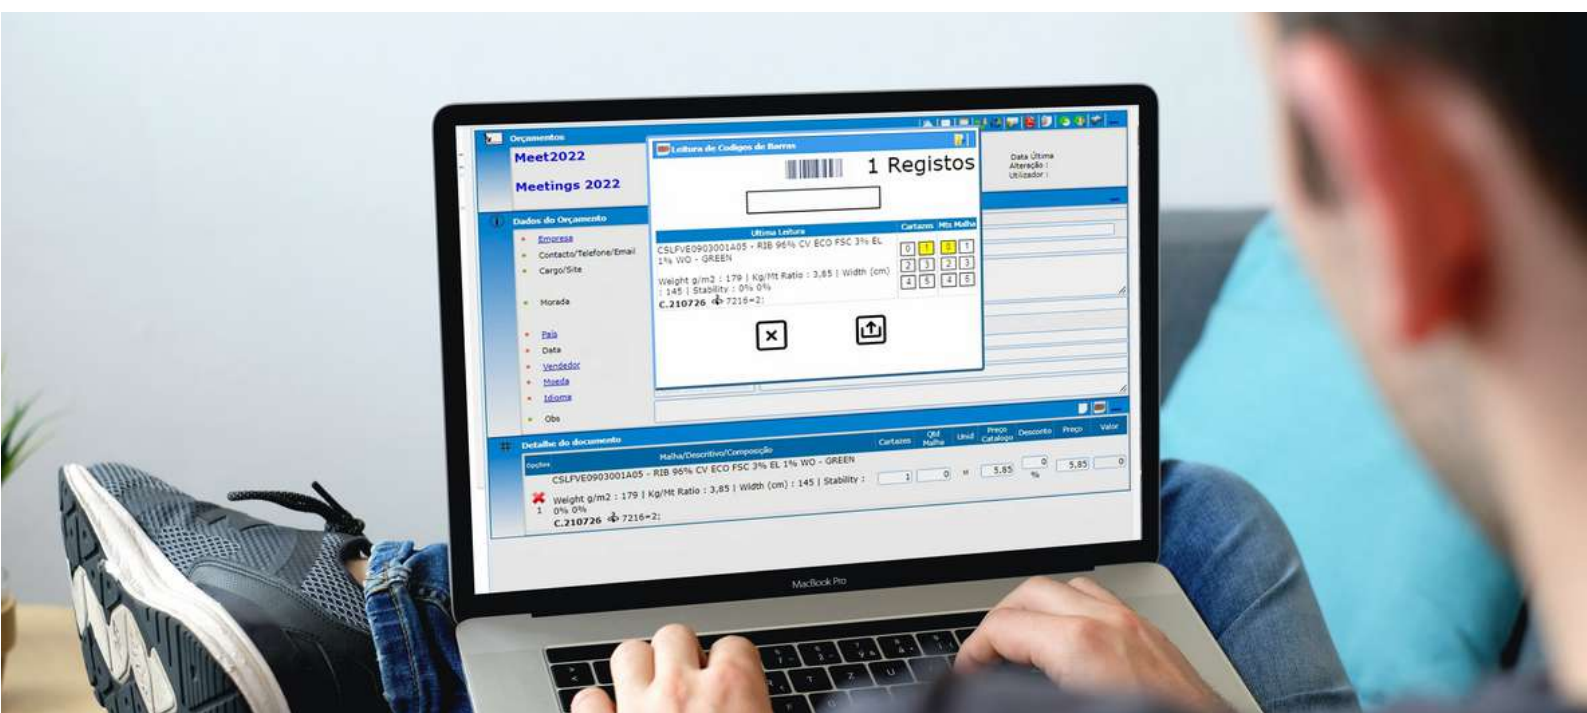 Orçamentos
Meet2022
Meetings 2022
Data Última
Alteração :
Utilizador :
Leitura de Codigos de Barras
1 Registos
Ultima Leitura
Cartazes Mts Malha
CSLFVE0903001A05 - RIB 96% CV ECO FSC 3% EL
1% WO - GREEN
Weight g/m2 : 179 | Kg/Mt Ratio : 3,85 | Width (cm)
: 145 | Stability : 0% 0%
C.210726 7216=2;
0 1 0 1
2 3 2 3
4 5 4 5
Dados do Orçamento
Empresa
Contacto/Telefone/Email
Cargo/Site
Morada
País
Data
Vendedor
Moeda
Idioma
Obs
Detalhe do documento
Opções Malha/Descritivo/Composição Cartazes Qtd Malha Unid Preço Catalogo Desconto Preço Valor
CSLFVE0903001A05 - RIB 96% CV ECO FSC 3% EL 1% WO - GREEN
Weight g/m2 : 179 | Kg/Mt Ratio : 3,85 | Width (cm) : 145 | Stability :
1 0% 0%
C.210726 7216=2;
1 0 5,85 0 % 5,85 0
MacBook Pro